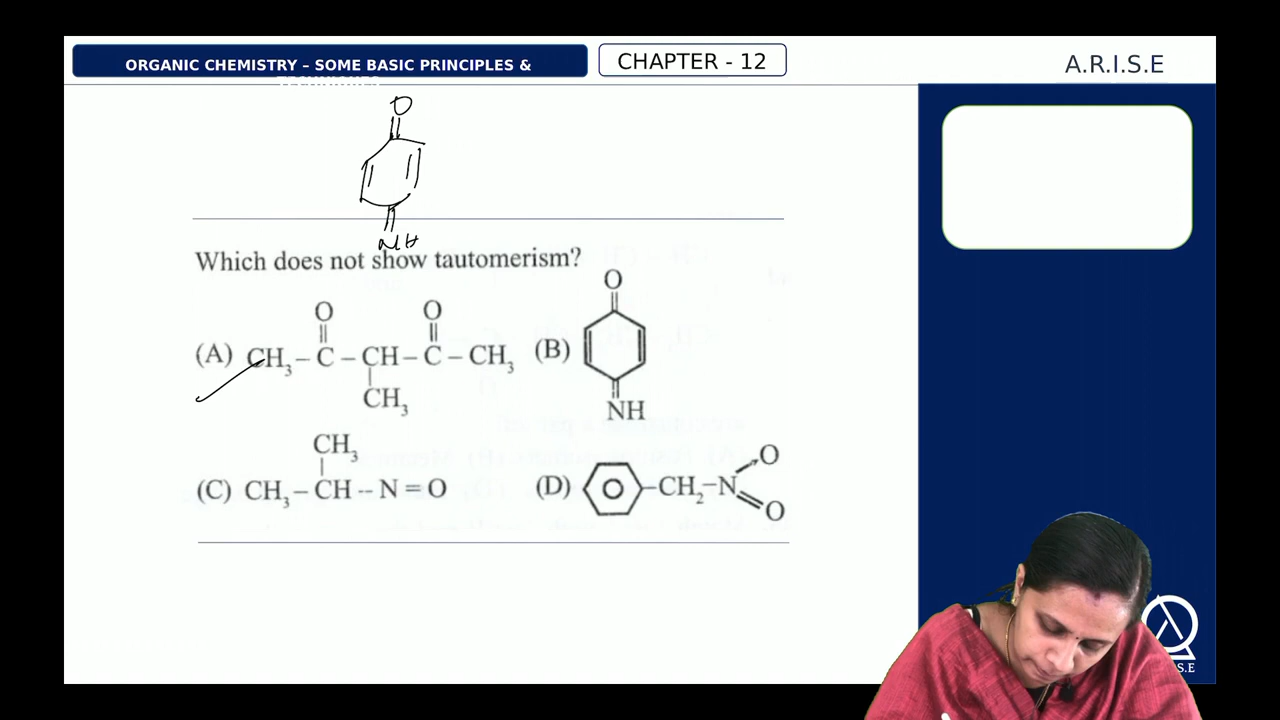 ORGANIC CHEMISTRY – SOME BASIC PRINCIPLES &
TECHNIQUES
CHAPTER - 12
A.R.I.S.E
O
NH
Which does not show tautomerism?
O O
(A) CH₃ – C – CH – C – CH₃
CH₃
O
(B)
NH
CH₃
(C) CH₃ – CH -- N = O
(D) CH₂–N
O
O
S.E